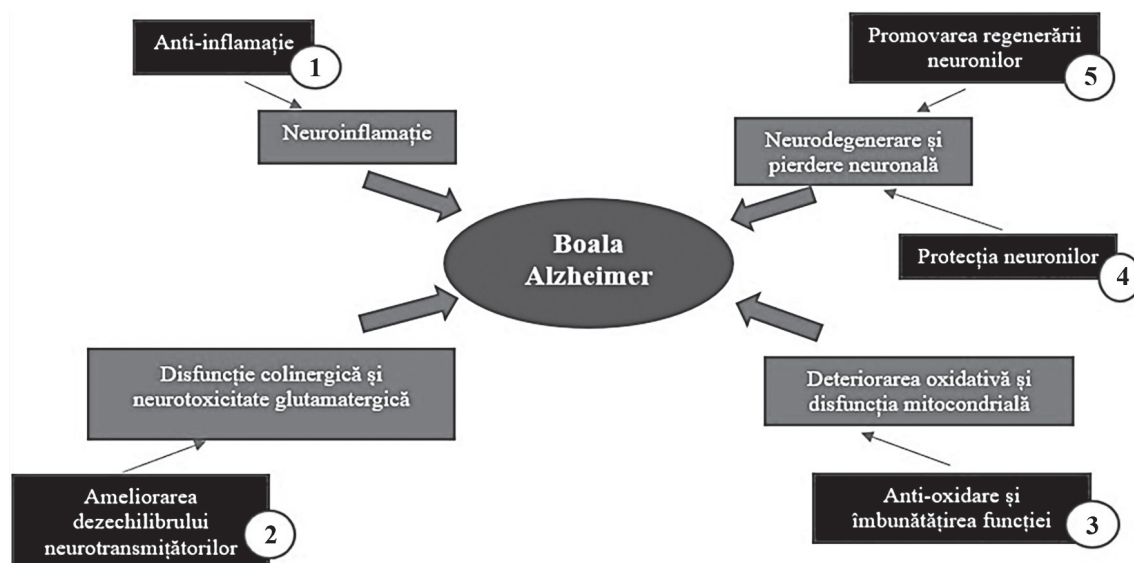 Anti-inflamație
1
Neuroinflamație
Promovarea regenerării
neuronilor
5
Neurodegenerare și
pierdere neuronală
Boala
Alzheimer
Protecția neuronilor
4
Disfuncție colinergică și
neurotoxicitate glutamatergică
Deteriorarea oxidativă și
disfuncția mitocondrială
Ameliorarea
dezechilibrului
neurotransmițătorilor
2
Anti-oxidare și
îmbunătățirea funcției
3